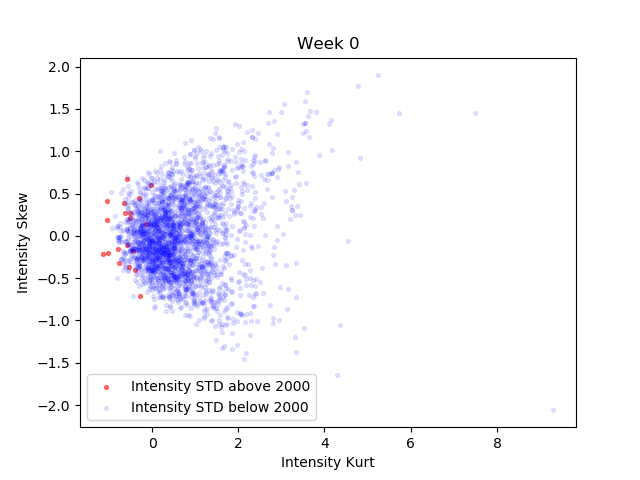 Week 0
2.0
1.5
1.0
0.5
0.0
−0.5
−1.0
−1.5
−2.0
Intensity Skew
Intensity STD above 2000
Intensity STD below 2000
0 2 4 6 8
Intensity Kurt